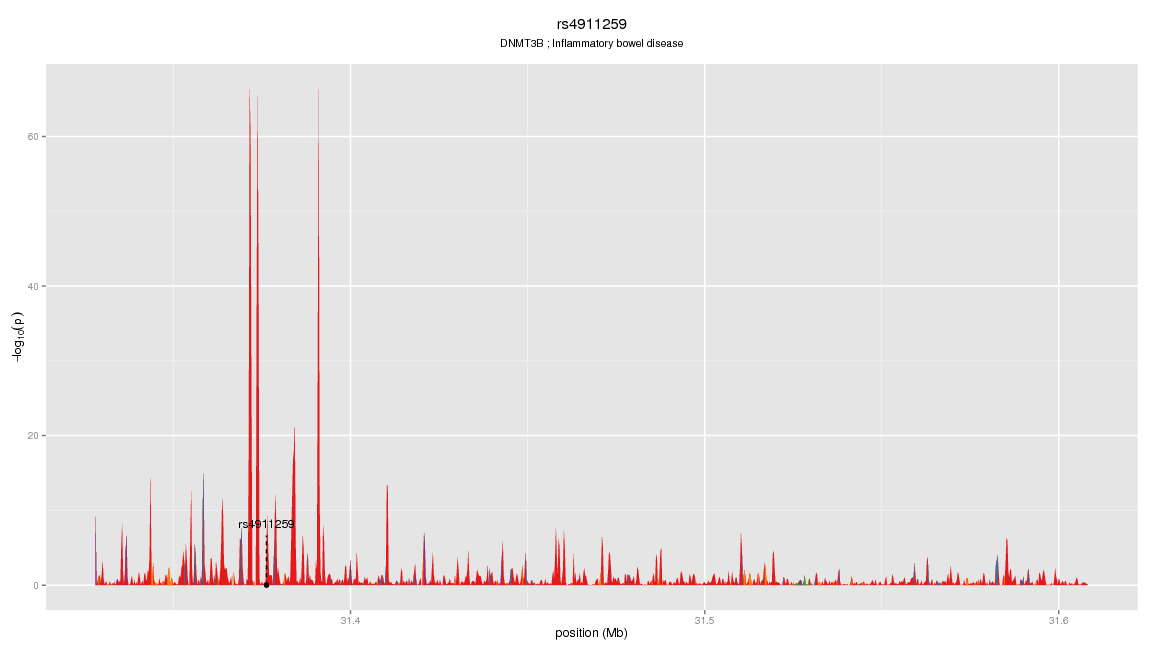 rs4911259
DNMT3B ; Inflammatory bowel disease
−log10(p)
60
40
20
0
rs4911259
31.4
31.5
31.6
position (Mb)